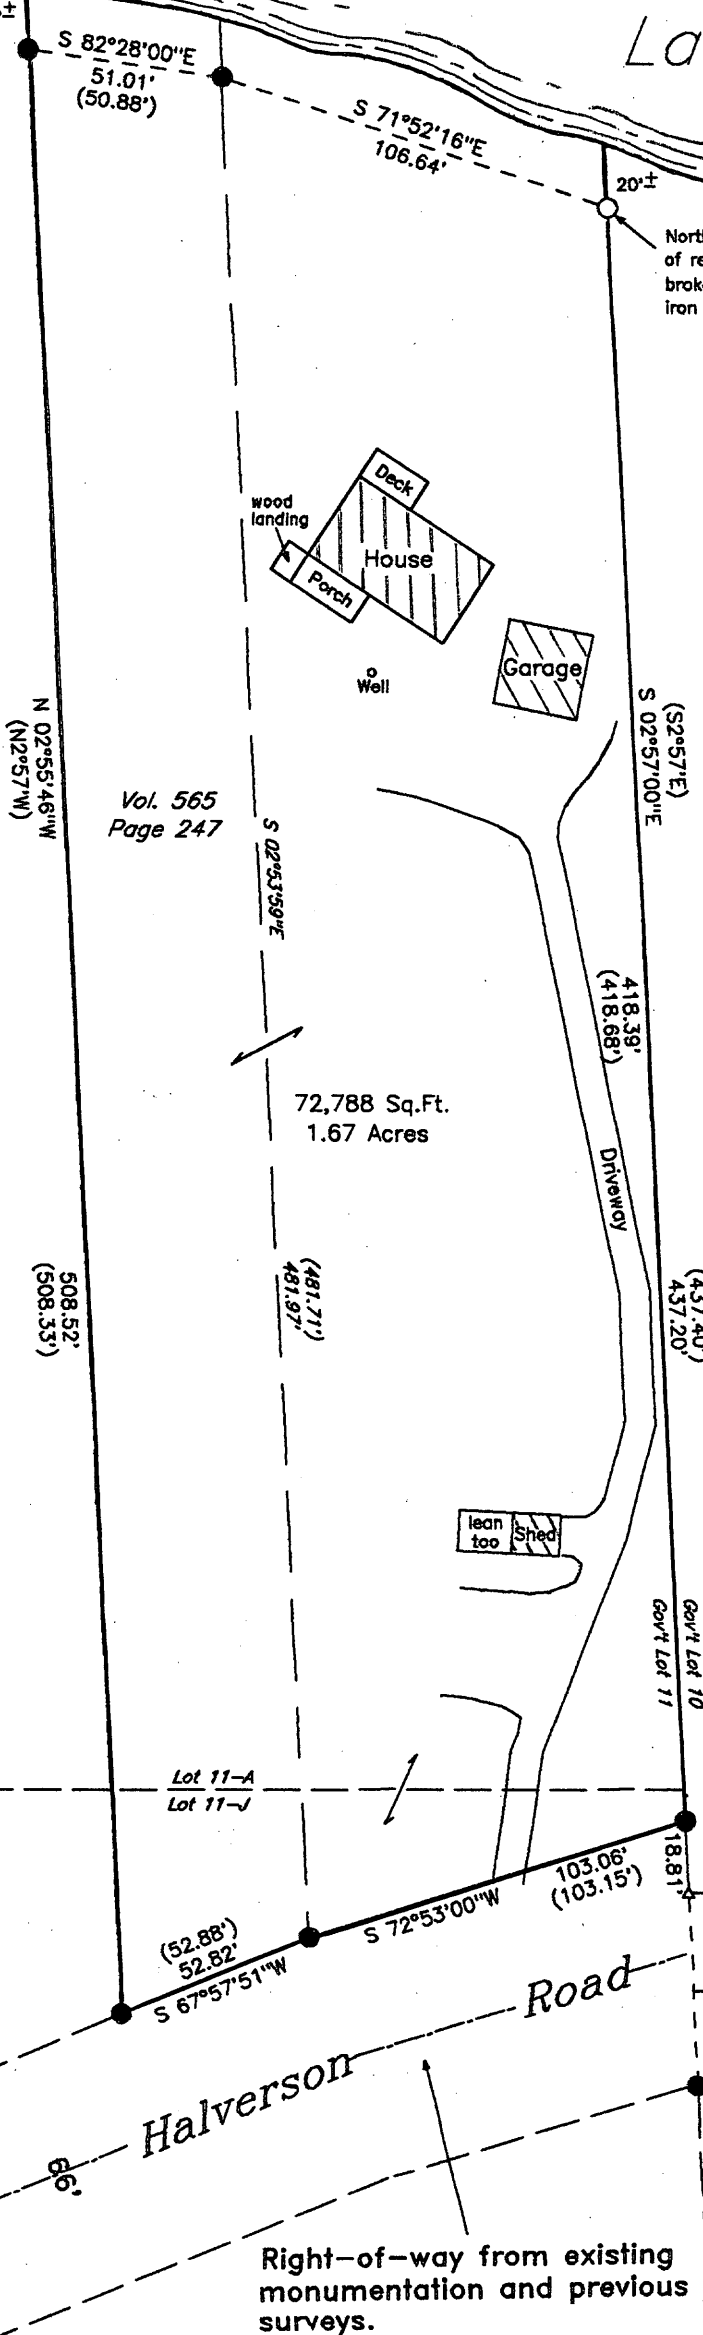 La
S 82°28'00"E
51.01'
(50.88')
S 71°52'16"E
106.64'
20'±
of
iron
Deck
wood
landing
House
Porch
Garage
Well
(S2°57'E)
S 02°57'00"E
N 02°55'46"W
(N2°57'W)
Vol. 565
Page 247
S 02°53'59"E
418.39'
(418.68')
72,788 Sq.Ft.
1.67 Acres
Driveway
508.52'
(508.33')
(481.71')
481.97'
(437.40')
437.20'
lean
too
Shed
Gov't Lot 10
Gov't Lot 11
Lot 11-A
Lot 11-J
18.81'
103.06'
(103.15')
S 72°53'00"W
(52.88')
52.82'
S 67°57'51"W
Halverson Road
66'
Right-of-way from existing
monumentation and previous
surveys.